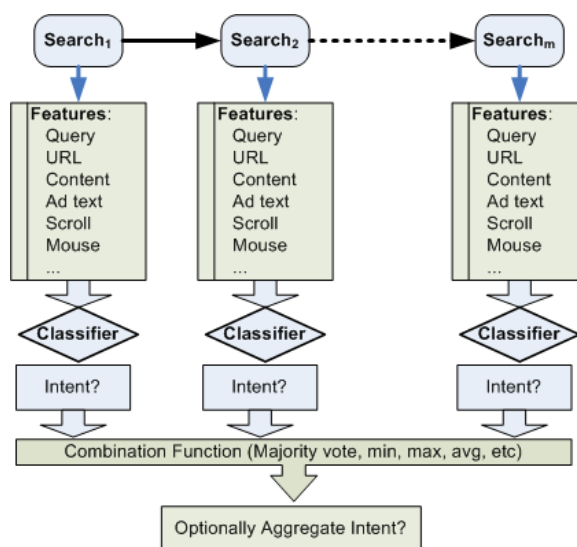 Search1
Search2
Searchm
Features:
Query
URL
Content
Ad text
Scroll
Mouse
...
Features:
Query
URL
Content
Ad text
Scroll
Mouse
...
Features:
Query
URL
Content
Ad text
Scroll
Mouse
...
Classifier
Classifier
Classifier
Intent?
Intent?
Intent?
Combination Function (Majority vote, min, max, avg, etc)
Optionally Aggregate Intent?